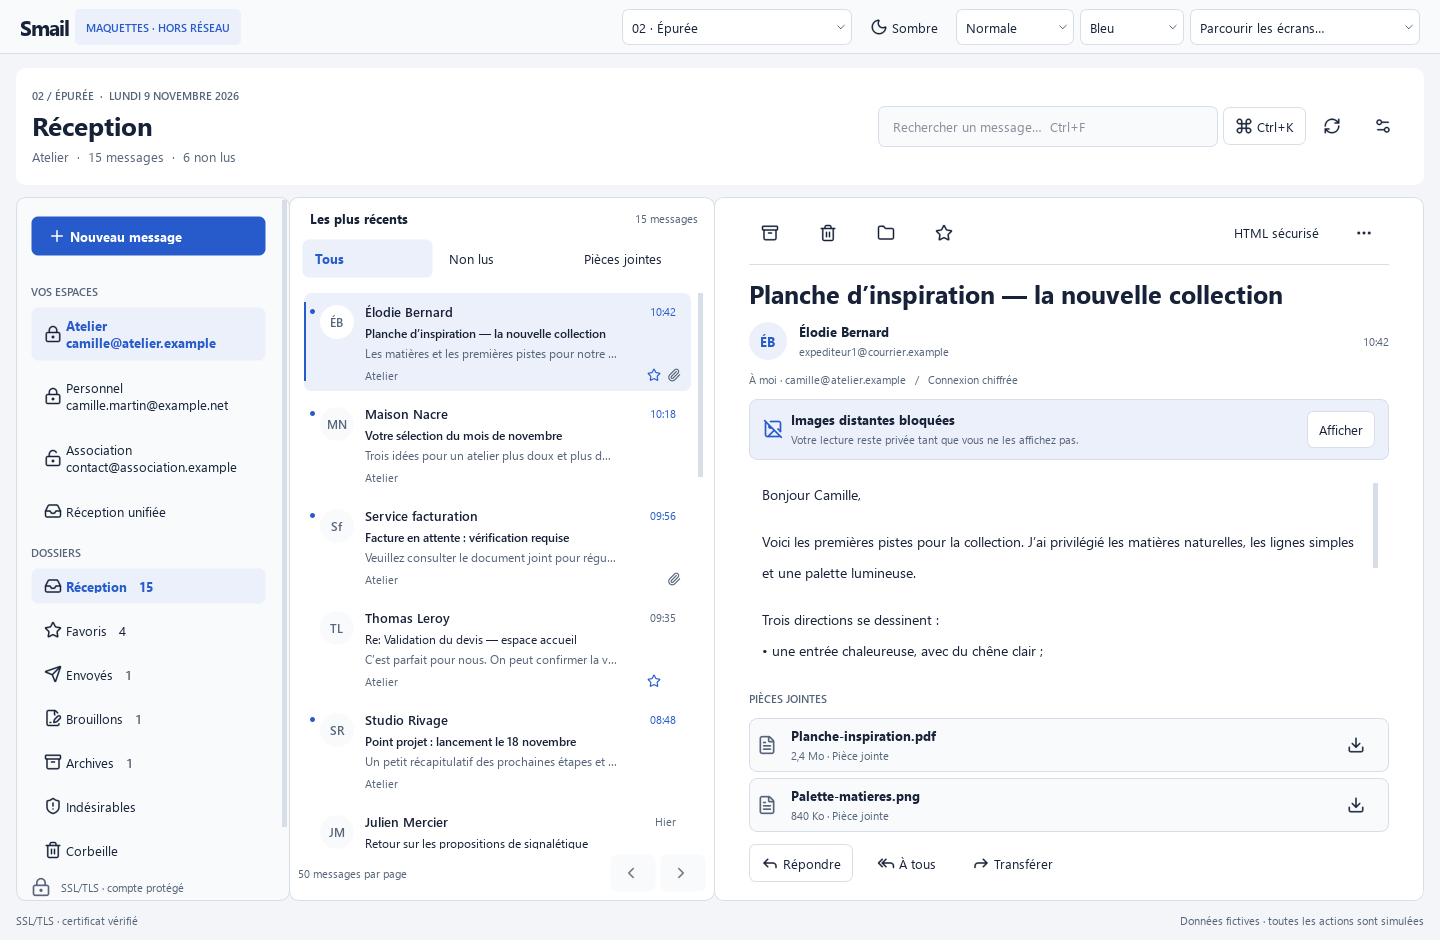 Smail
MAQUETTES · HORS RÉSEAU
02 · Épurée
Sombre
Normale
Bleu
Parcourir les écrans...
02 / ÉPURÉE · LUNDI 9 NOVEMBRE 2026
Réception
Atelier · 15 messages · 6 non lus
Rechercher un message... Ctrl+F
Ctrl+K
Nouveau message
VOS ESPACES
Atelier
camille@atelier.example
Personnel
camille.martin@example.net
Association
contact@association.example
Réception unifiée
DOSSIERS
Réception 15
Favoris 4
Envoyés 1
Brouillons 1
Archives 1
Indésirables
Corbeille
SSL/TLS · compte protégé
Les plus récents
15 messages
Tous
Non lus
Pièces jointes
ÉB
Élodie Bernard
10:42
Planche d’inspiration — la nouvelle collection
Les matières et les premières pistes pour notre ...
Atelier
MN
Maison Nacre
10:18
Votre sélection du mois de novembre
Trois idées pour un atelier plus doux et plus d...
Atelier
Sf
Service facturation
09:56
Facture en attente : vérification requise
Veuillez consulter le document joint pour régu...
Atelier
TL
Thomas Leroy
09:35
Re: Validation du devis — espace accueil
C’est parfait pour nous. On peut confirmer la v...
Atelier
SR
Studio Rivage
08:48
Point projet : lancement le 18 novembre
Un petit récapitulatif des prochaines étapes et ...
Atelier
JM
Julien Mercier
Hier
Retour sur les propositions de signalétique
50 messages par page
HTML sécurisé
Planche d’inspiration — la nouvelle collection
ÉB
Élodie Bernard
expediteur1@courrier.example
10:42
À moi · camille@atelier.example / Connexion chiffrée
Images distantes bloquées
Votre lecture reste privée tant que vous ne les affichez pas.
Afficher
Bonjour Camille,
Voici les premières pistes pour la collection. J’ai privilégié les matières naturelles, les lignes simples
et une palette lumineuse.
Trois directions se dessinent :
• une entrée chaleureuse, avec du chêne clair ;
PIÈCES JOINTES
Planche-inspiration.pdf
2,4 Mo · Pièce jointe
Palette-matieres.png
840 Ko · Pièce jointe
Répondre
À tous
Transférer
SSL/TLS · certificat vérifié
Données fictives · toutes les actions sont simulées